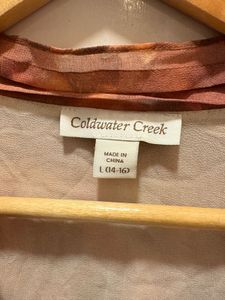 Coldwater Creek
MADE IN
CHINA
L (14-16)